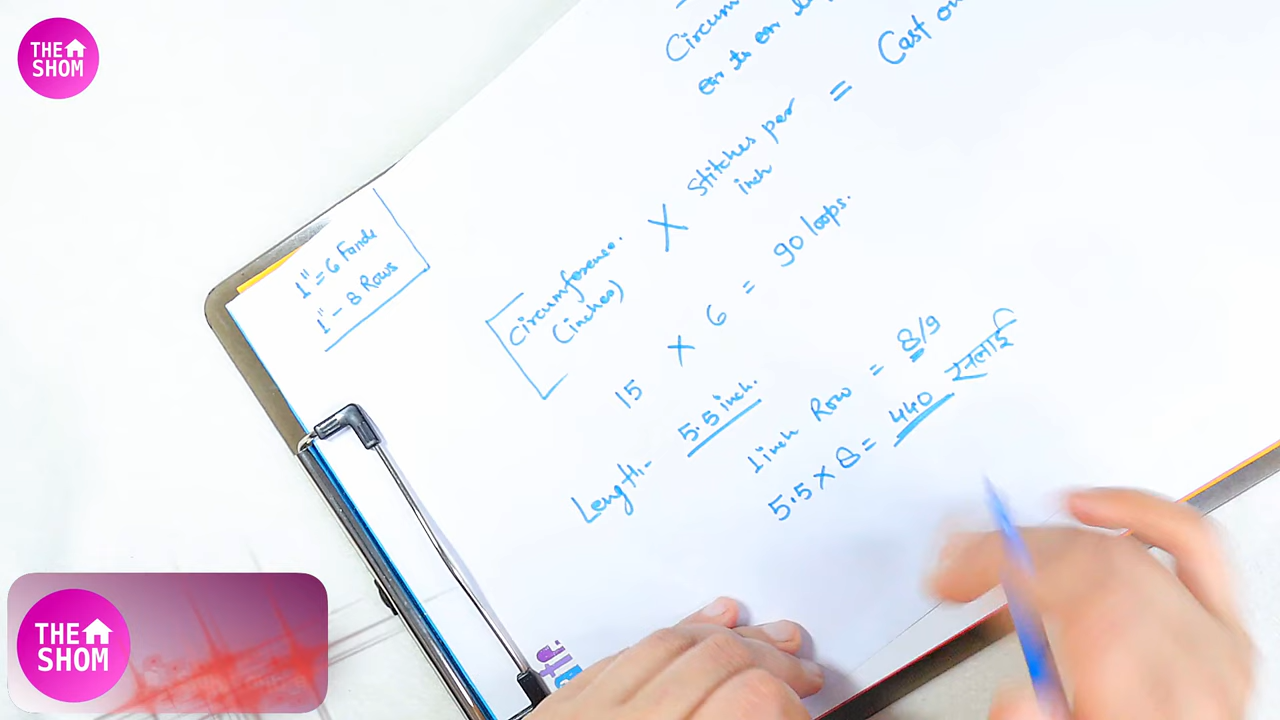 THE
SHOM
Circum
Cast on
Circumference.
(inches)
X
Stitches per
inch
=
15 × 6 = 90 loops.
1" = 6 Fande
1" - 8 Rows
Length - 5.5 inch.
1 inch Row = 8/9
5.5 × 8 = 440 सलाई
THE
SHOM